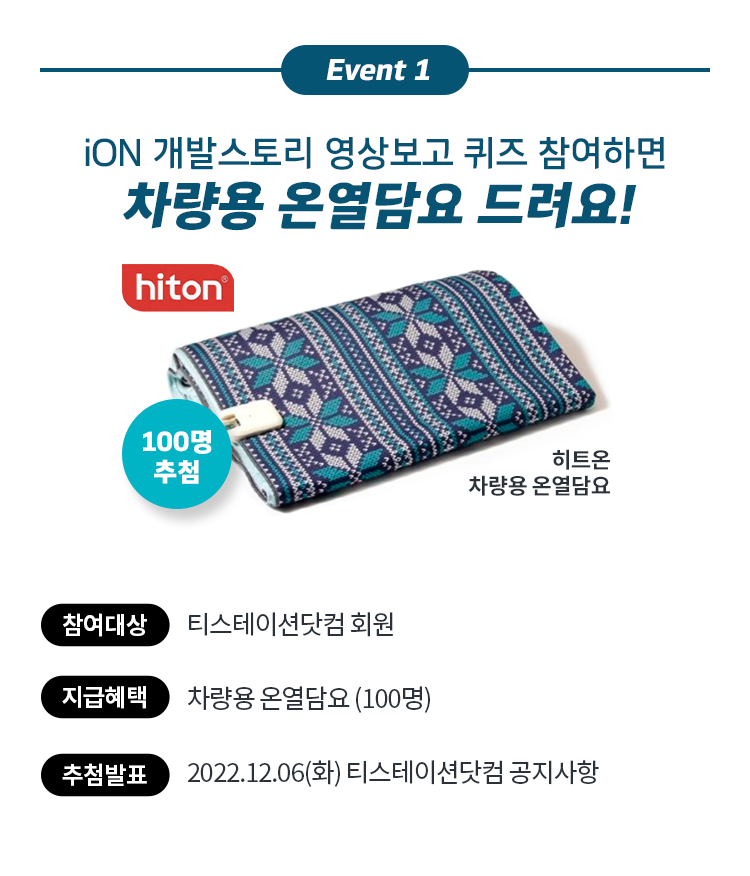 Event 1
iON 개발스토리 영상보고 퀴즈 참여하면
차량용 온열담요 드려요!
hiton®
100명
추첨
히트온
차량용 온열담요
참여대상 티스테이션닷컴 회원
지급혜택 차량용 온열담요 (100명)
추첨발표 2022.12.06(화) 티스테이션닷컴 공지사항